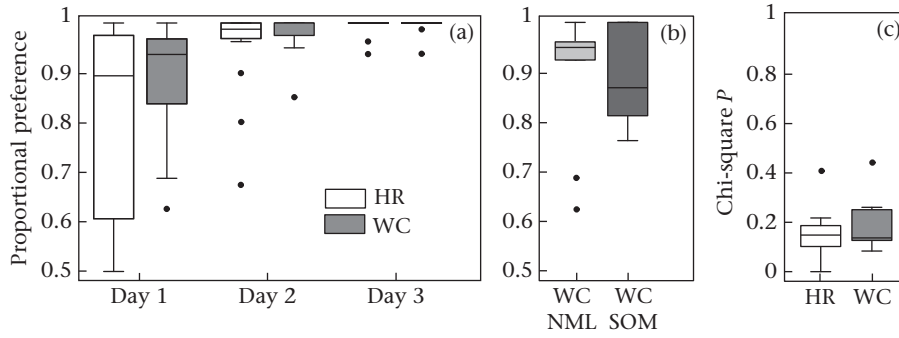 Proportional preference
1
0.9
0.8
0.7
0.6
0.5
(a)
HR
WC
Day 1
Day 2
Day 3
1
0.9
0.8
0.7
0.6
0.5
(b)
WC WC
NML SOM
Chi-square P
1
0.8
0.6
0.4
0.2
0
(c)
HR WC